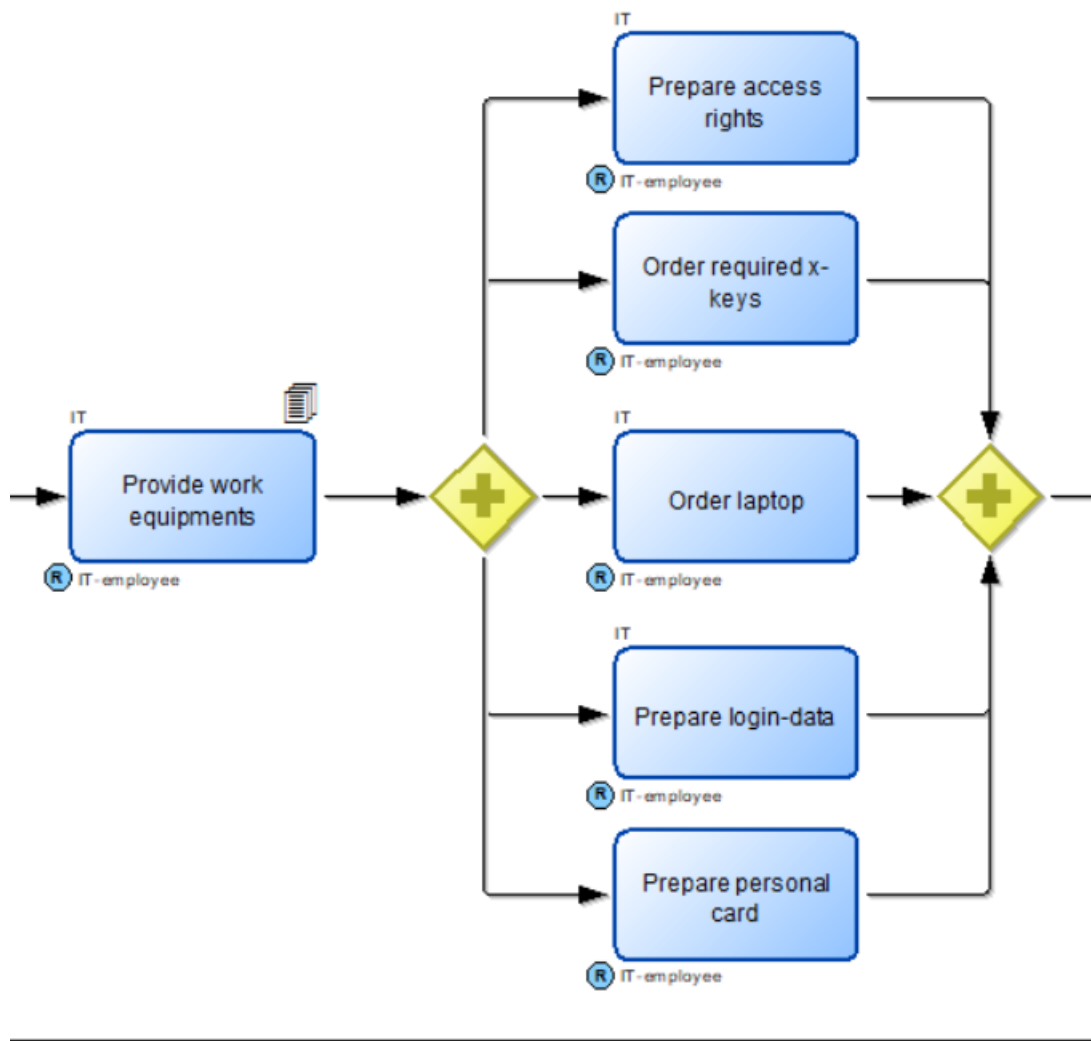 IT
Prepare access
rights
R IT-employee
Order required x-
keys
R IT-employee
IT
Provide work
equipments
R IT-employee
IT
Order laptop
R IT-employee
IT
Prepare login-data
R IT-employee
Prepare personal
card
R IT-employee